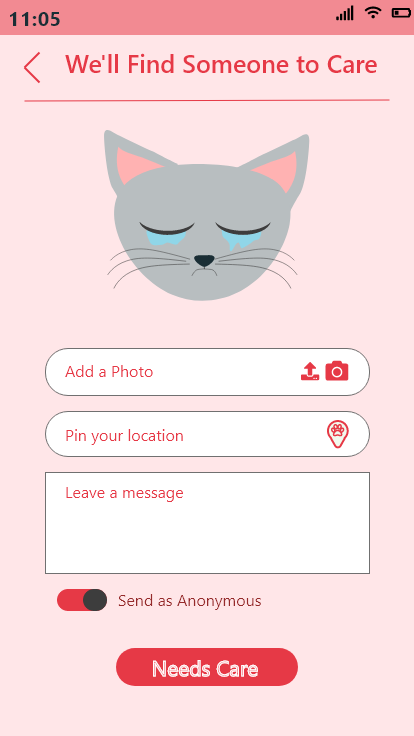 11:05
We'll Find Someone to Care
Add a Photo
Pin your location
Leave a message
Send as Anonymous
Needs Care